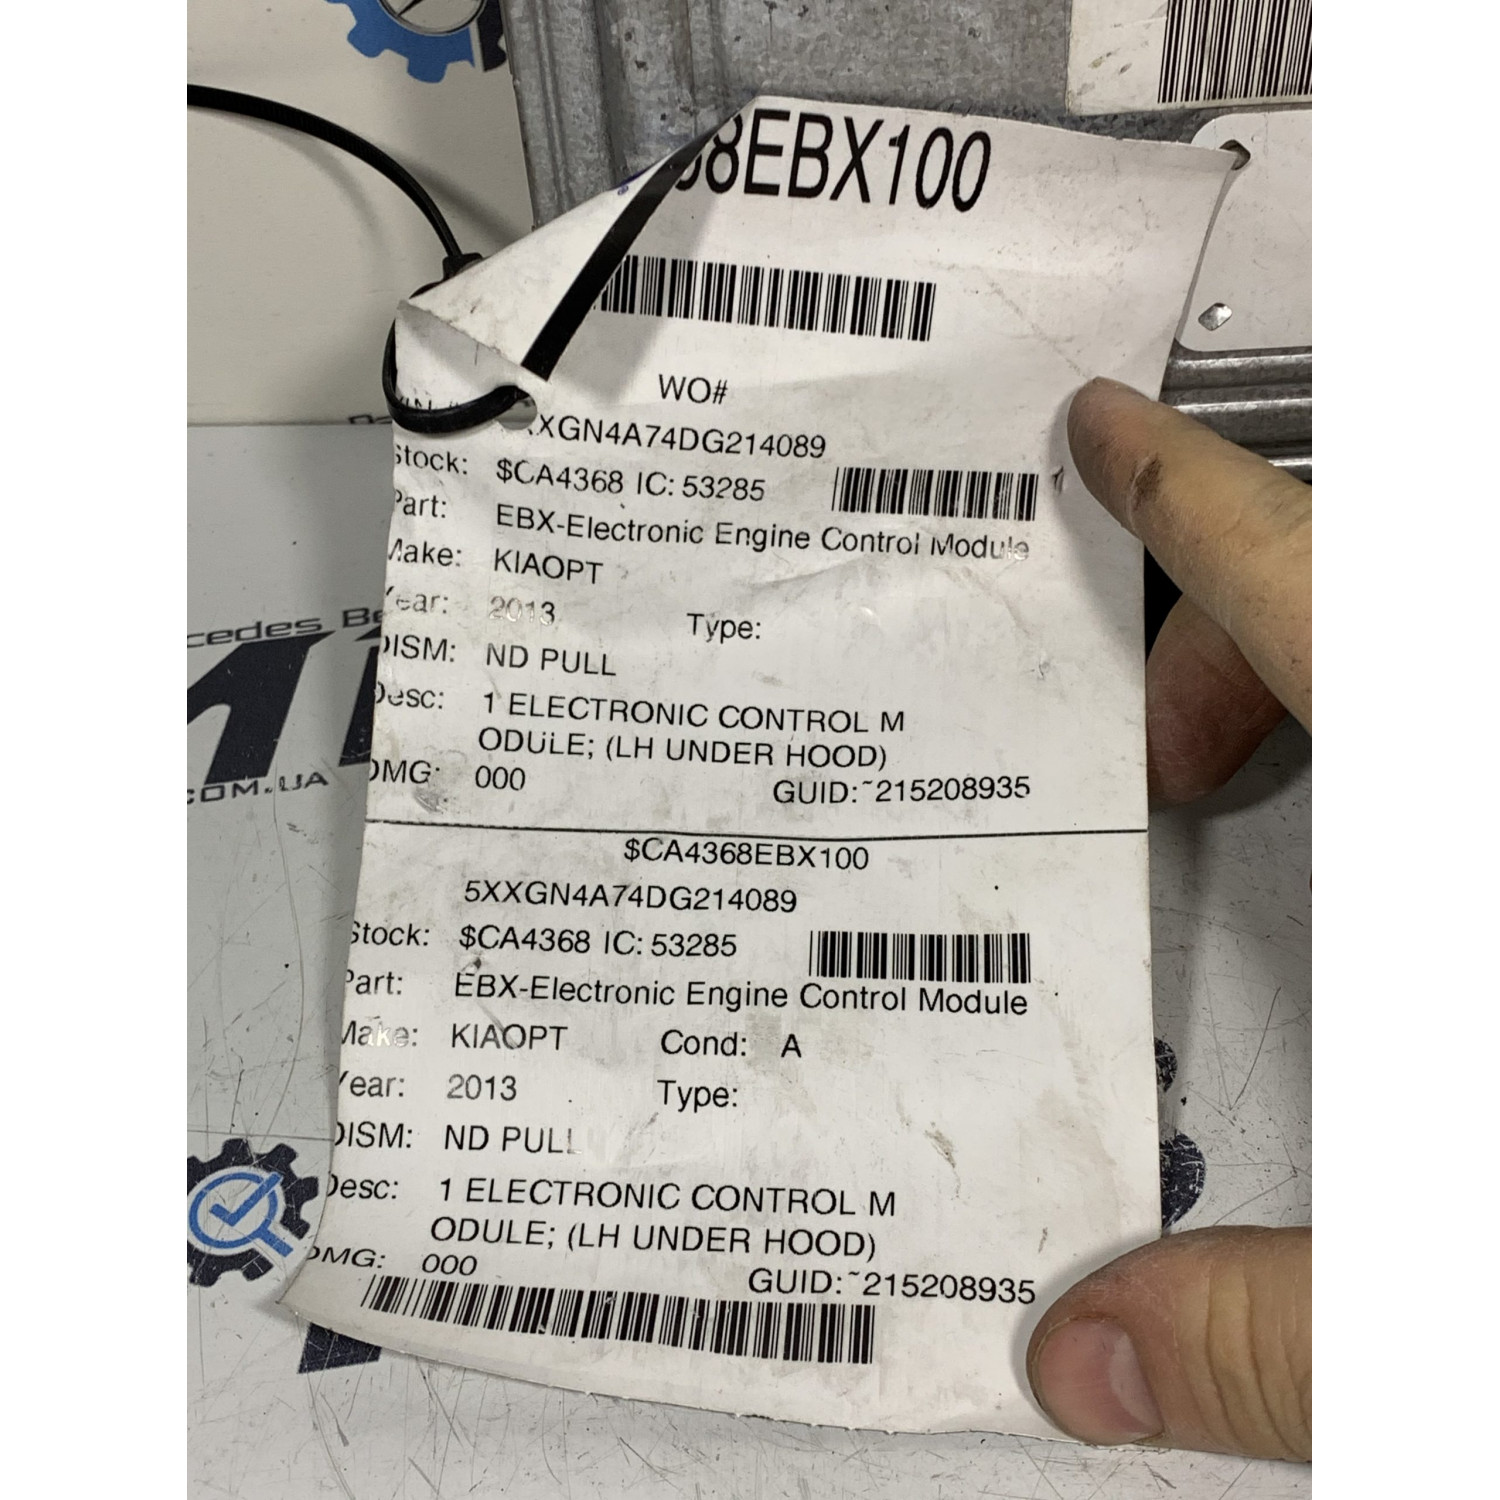 8EBX100
WO#
XGN4A74DG214089
Stock: $CA4368 IC: 53285
Part: EBX-Electronic Engine Control Module
Make: KIAOPT
Year: 2013 Type:
DISM: ND PULL
Desc: 1 ELECTRONIC CONTROL M
ODULE; (LH UNDER HOOD)
DMG: 000 GUID:~215208935
$CA4368EBX100
5XXGN4A74DG214089
Stock: $CA4368 IC: 53285
Part: EBX-Electronic Engine Control Module
Make: KIAOPT Cond: A
Year: 2013 Type:
DISM: ND PULL
Desc: 1 ELECTRONIC CONTROL M
ODULE; (LH UNDER HOOD)
DMG: 000 GUID:~215208935
cedes Be
COM.UA